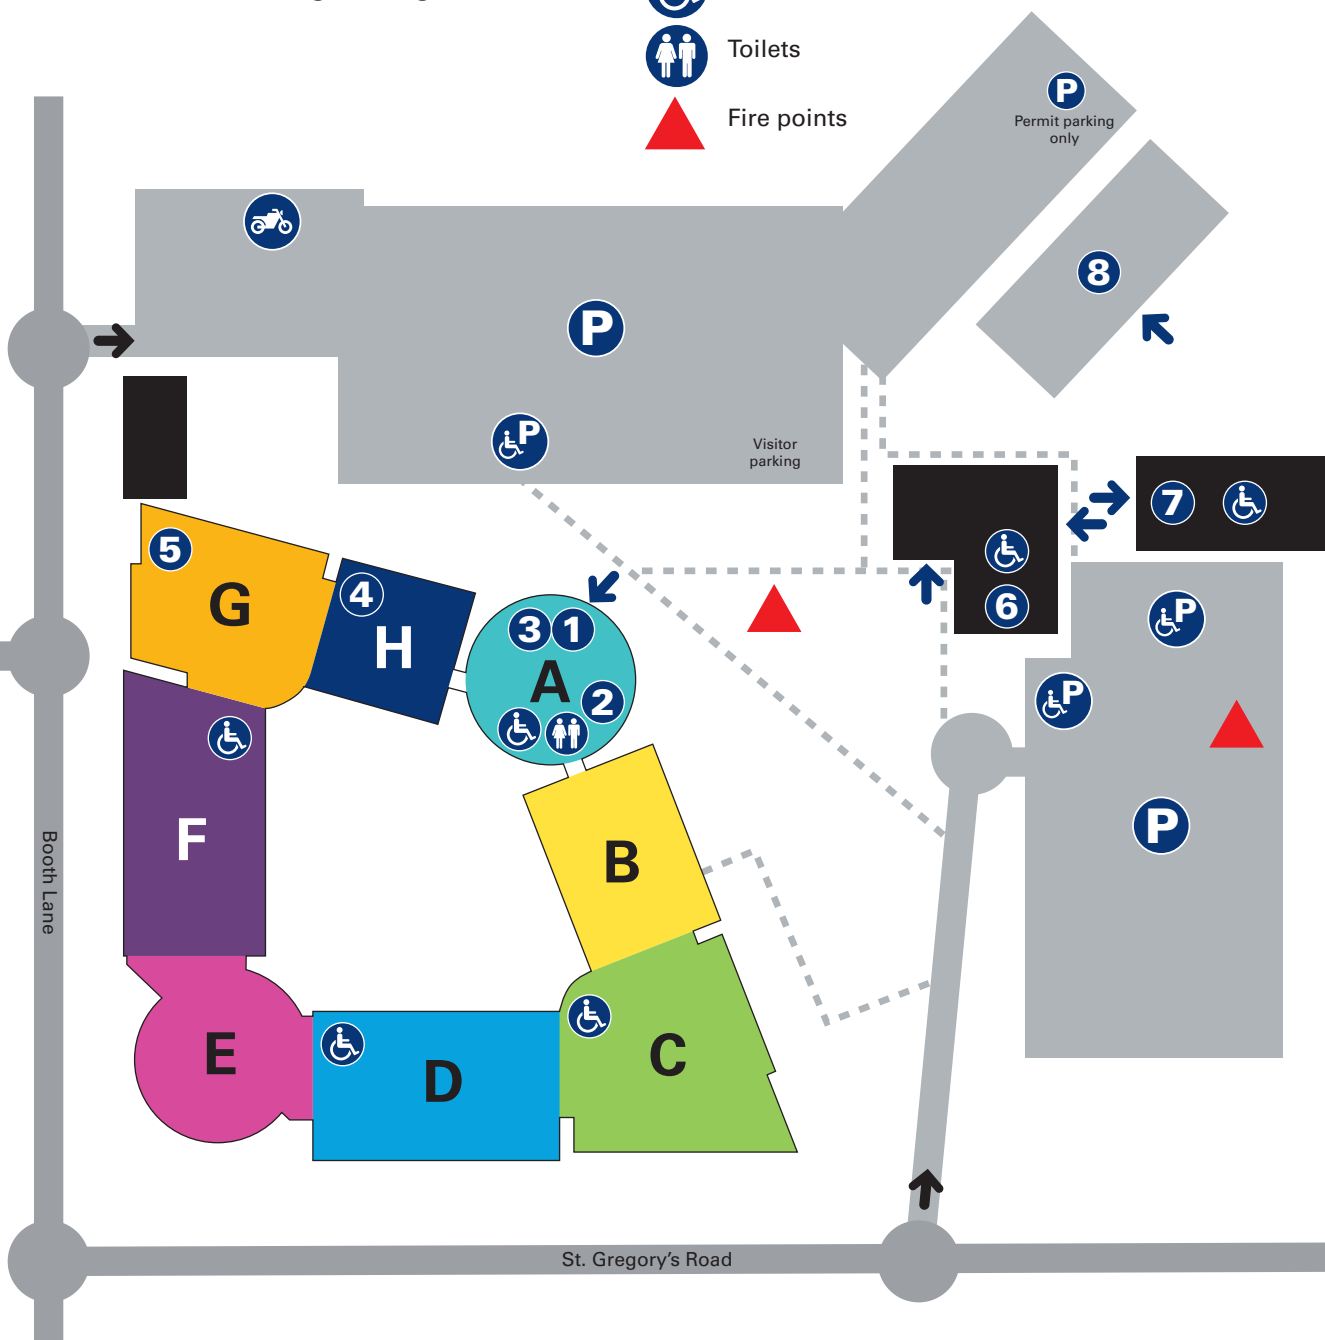 Toilets
Fire points
P
Permit parking
only
8
P
P
Visitor
parking
7
5
4
G
H
3
1
A
2
6
P
P
P
F
B
Booth Lane
E
D
C
St. Gregory's Road